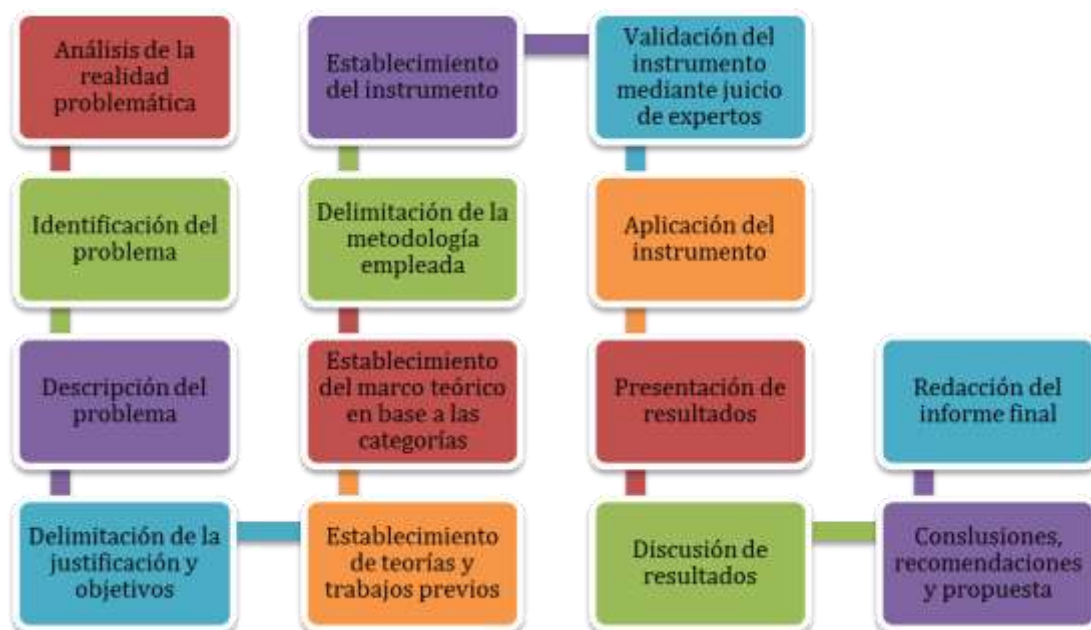 Análisis de la
realidad
problemática
Identificación del
problema
Descripción del
problema
Delimitación de la
justificación y
objetivos
Establecimiento
de teorías y
trabajos previos
Establecimiento
del marco teórico
en base a las
categorías
Delimitación de la
metodología
empleada
Establecimiento
del instrumento
Validación del
instrumento
mediante juicio
de expertos
Aplicación del
instrumento
Presentación de
resultados
Discusión de
resultados
Conslusiones,
recomendaciones
y propuesta
Redacción del
informe final